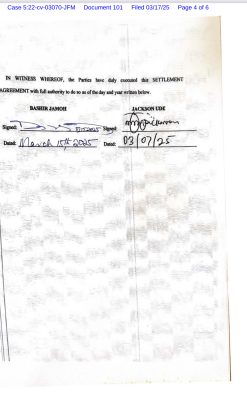 Case 5:22-cv-03070-JFM Document 101 Filed 03/17/25 Page 4 of 6
IN WITNESS WHEREOF, the Parties have duly executed this SETTLEMENT
AGREEMENT with full authority to do so as of the day and year written below.
BASHIR JAMOH JACKSON UDE
Signed: Signed:
Dated: March 15th 2025 Dated: 03/07/25